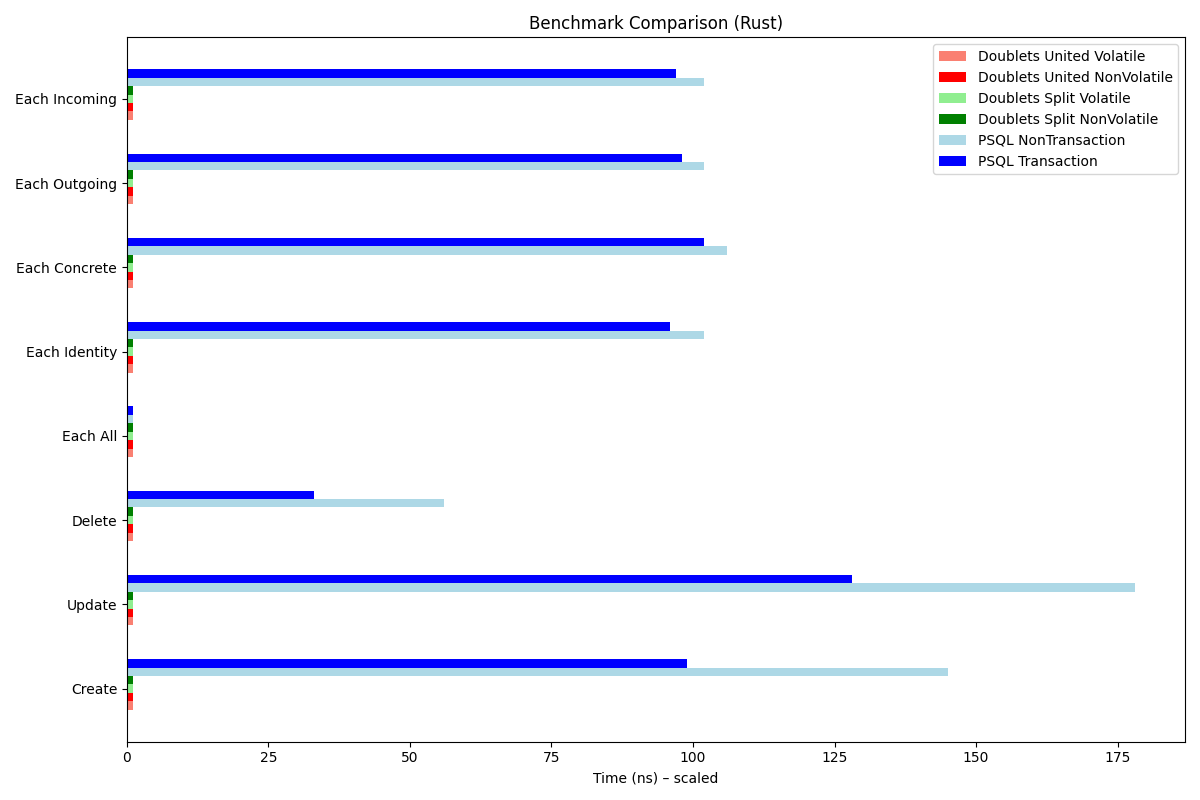 Benchmark Comparison (Rust)
Doublets United Volatile
Doublets United NonVolatile
Doublets Split Volatile
Doublets Split NonVolatile
PSQL NonTransaction
PSQL Transaction
Each Incoming
Each Outgoing
Each Concrete
Each Identity
Each All
Delete
Update
Create
0 25 50 75 100 125 150 175
Time (ns) – scaled